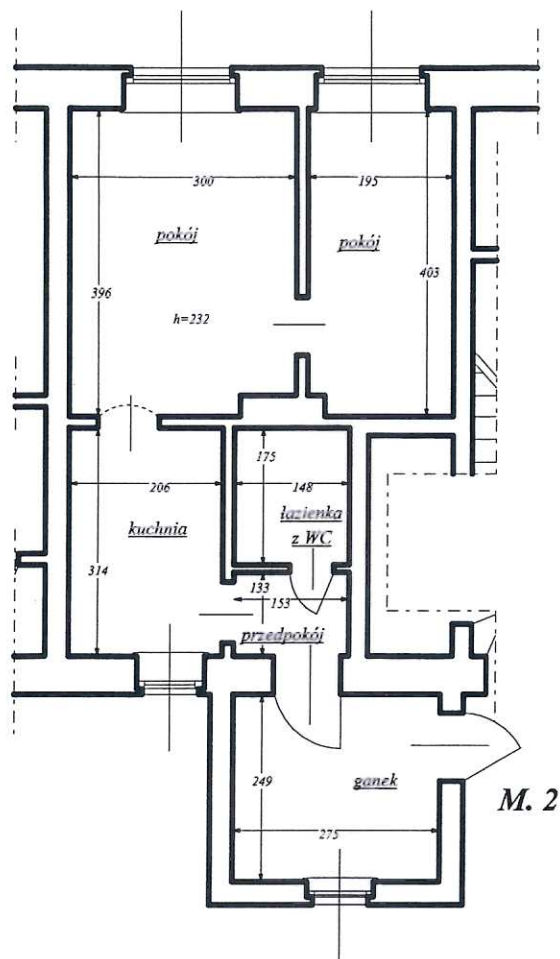 300
195
pokój
pokój
396
403
h=232
175
206
148
kuchnia
łazienka
z WC
314
133
153
przedpokój
249
ganek
275
M. 2